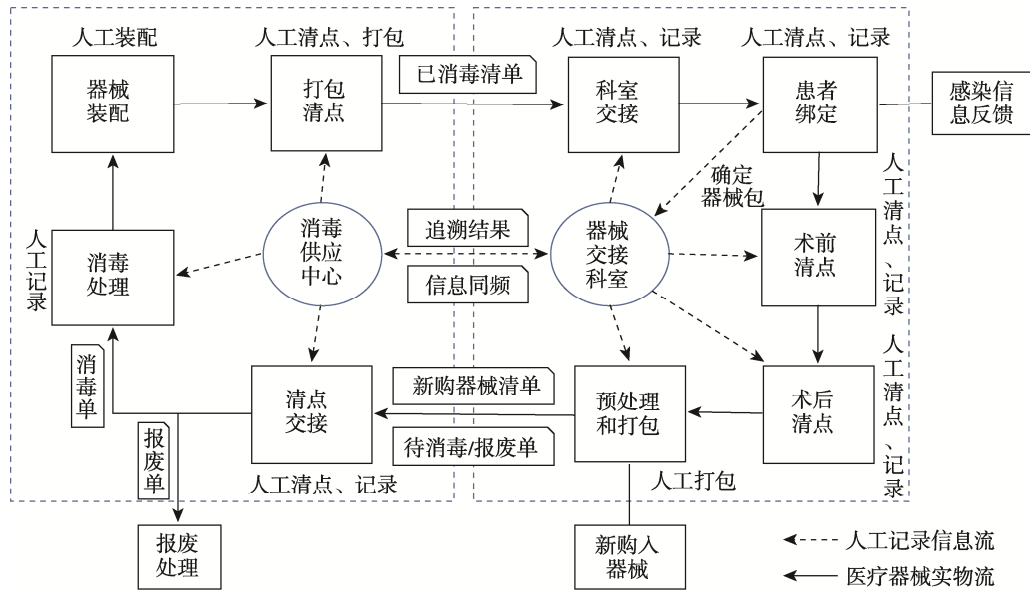 人工装配
人工清点、打包
人工清点、记录
人工清点、记录
器械
装配
打包
清点
已消毒清单
科室
交接
患者
绑定
感染信
息反馈
确定
器械包
人工清点、记录
人工记录
消毒
处理
消毒
供应
中心
追溯结果
信息同频
器械
交接
科室
术前
清点
消毒单
报废单
清点
交接
新购器械清单
待消毒/报废单
预处理
和打包
术后
清点
人工清点、记录
人工清点、记录
人工打包
报废
处理
新购入
器械
人工记录信息流
医疗器械实物流